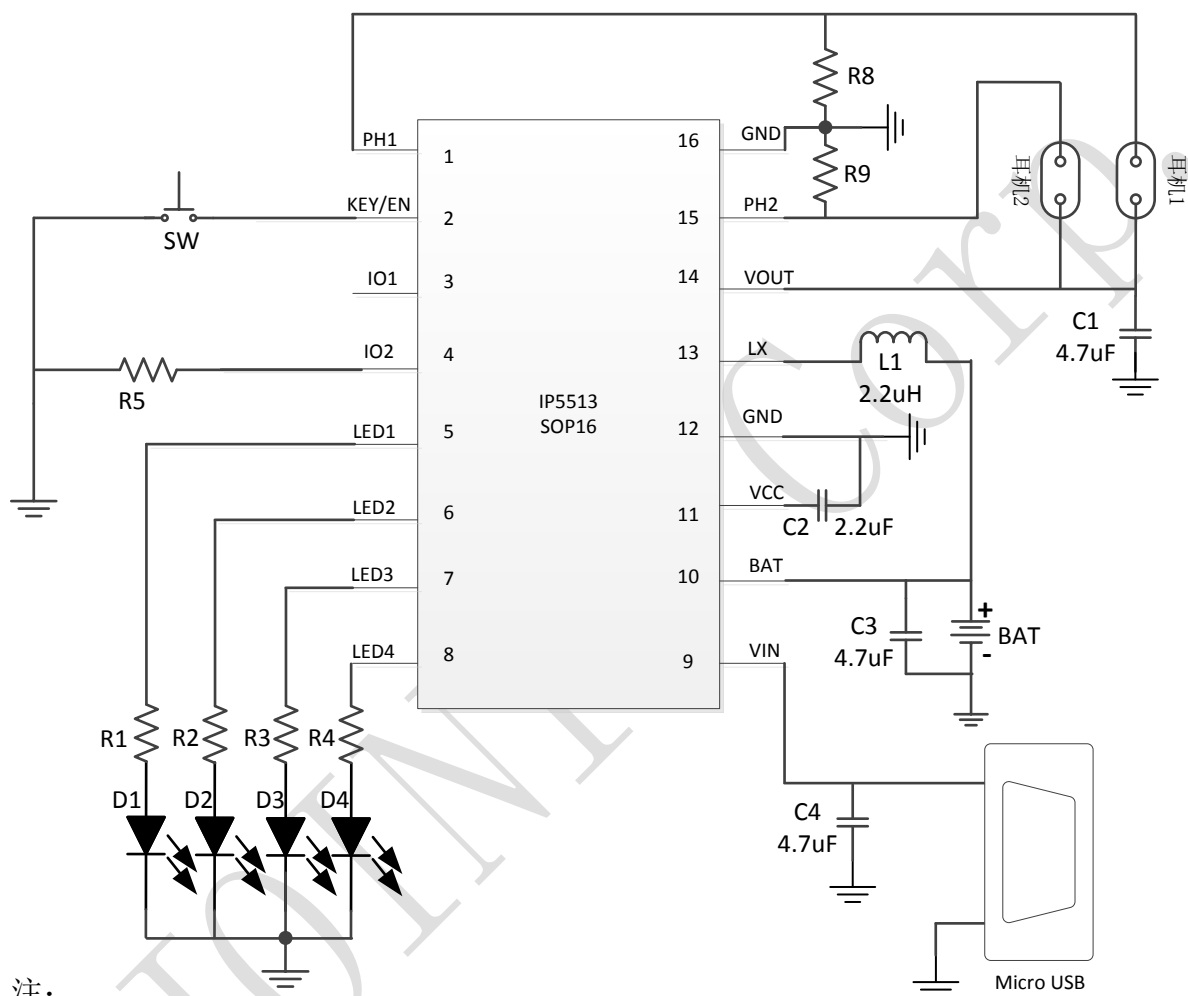 R8
PH1
1
16
GND
R9
耳机2
耳机1
KEY/EN
2
15
PH2
SW
IO1
3
14
VOUT
C1
4.7uF
IO2
4
13
LX
L1
2.2uH
R5
IP5513
SOP16
LED1
5
12
GND
LED2
6
11
VCC
C2
2.2uF
LED3
7
10
BAT
C3
4.7uF
+
BAT
-
LED4
8
9
VIN
R1
R2
R3
R4
D1
D2
D3
D4
C4
4.7uF
Micro USB
注：
Corp.